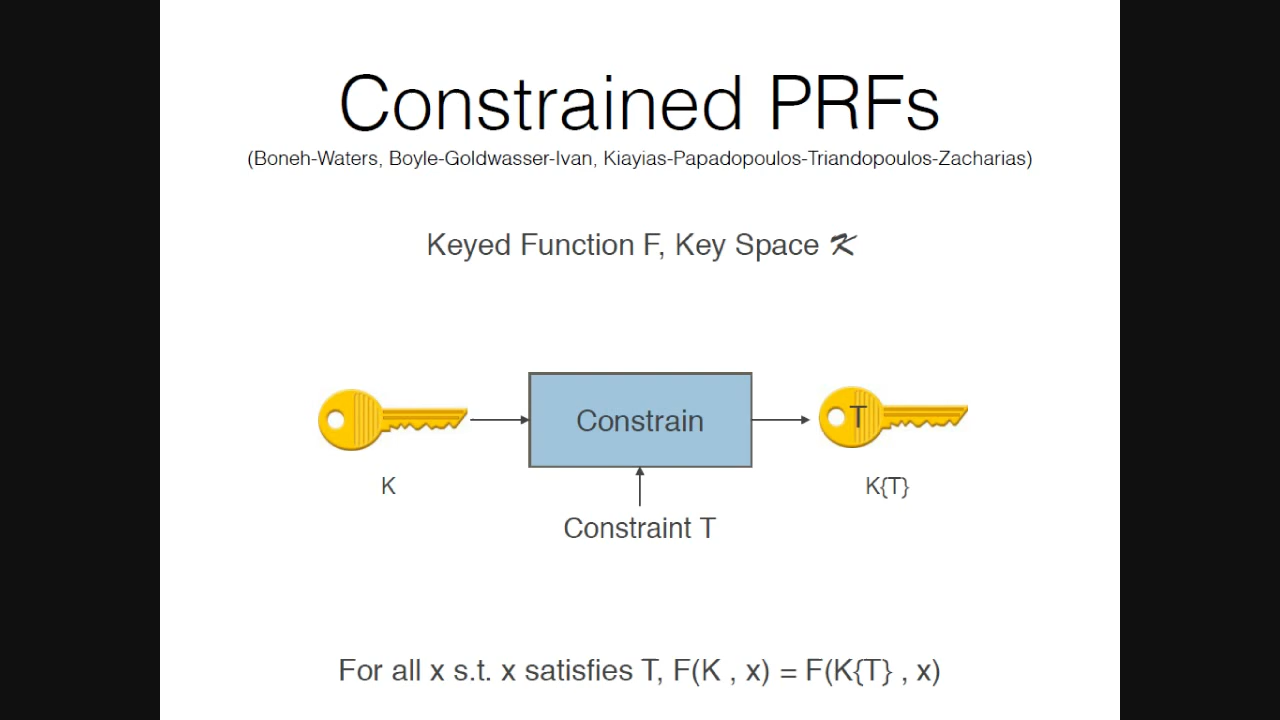 Constrained PRFs
(Boneh-Waters, Boyle-Goldwasser-Ivan, Kiayias-Papadopoulos-Triandopoulos-Zacharias)
Keyed Function F, Key Space 𝒦
Constrain
T
K
K{T}
Constraint T
For all x s.t. x satisfies T, F(K , x) = F(K{T} , x)